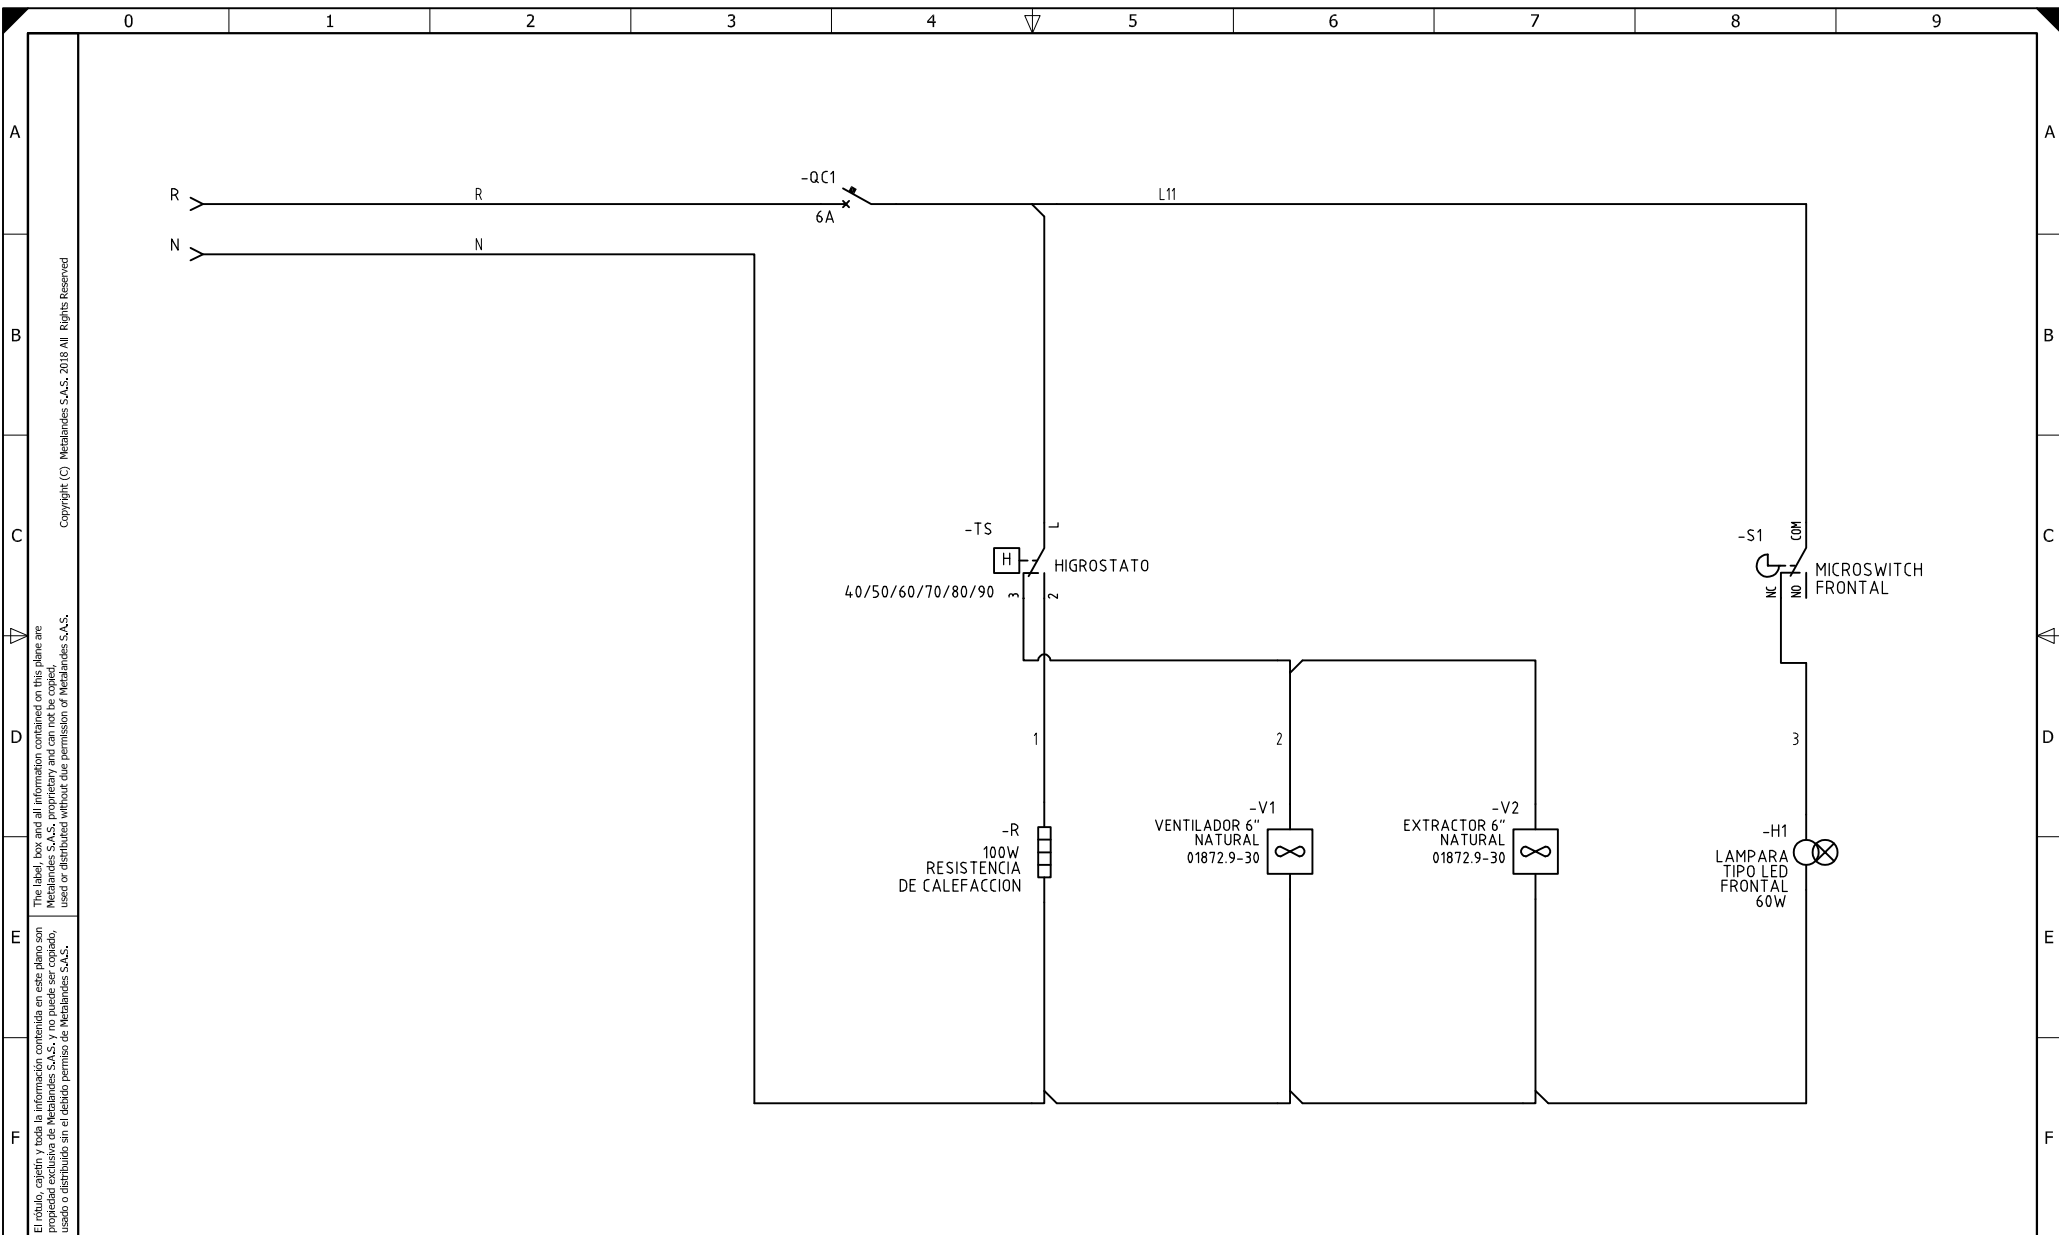 0 1 2 3 4 5 6 7 8 9
A A
-QC1
R R L11
6A
N N
B B
Copyright (C) Metalandes S.A.S. 2018 All Rights Reserved
-TS L -S1 COM
C C
H HIGROSTATO
MICROSWITCH
FRONTAL
40/50/60/70/80/90 3 2 NC NO
The label, box and all information contained on this plane are
Metalandes S.A.S. proprietary and can not be copied,
used or distributed without due permission of Metalandes S.A.S.
D 1 2 3 D
-R
100W
RESISTENCIA
DE CALEFACCION
-V1
VENTILADOR 6"
NATURAL
01872.9-30
-V2
EXTRACTOR 6"
NATURAL
01872.9-30
-H1
LAMPARA
TIPO LED
FRONTAL
60W
E E
El rótulo, cajetín y toda la información contenida en este plano son
propiedad exclusiva de Metalandes S.A.S. y no puede ser copiado,
usado o distribuido sin el debido permiso de Metalandes S.A.S.
F F